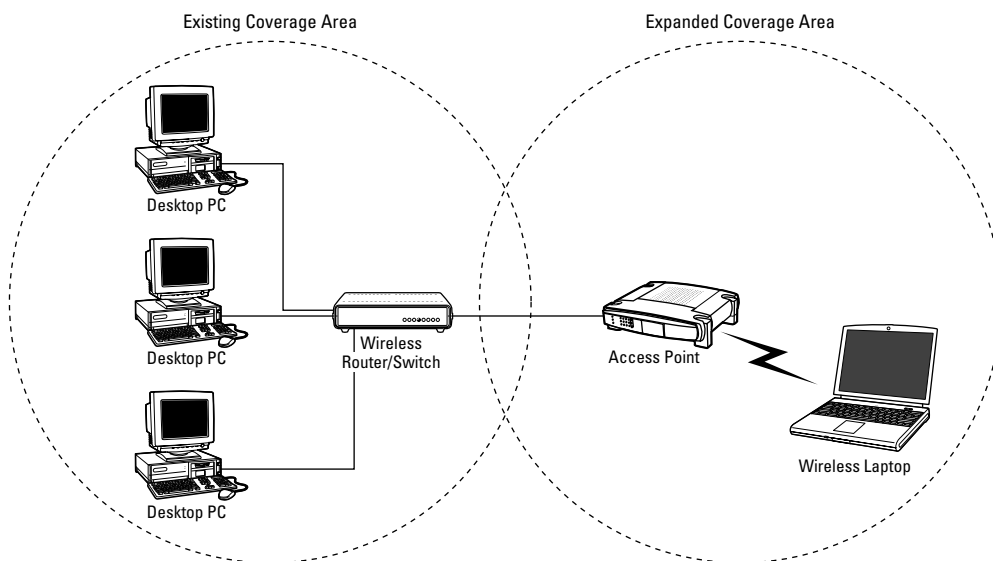 Existing Coverage Area
Expanded Coverage Area
Desktop PC
Desktop PC
Wireless
Router/Switch
Access Point
Wireless Laptop
Desktop PC